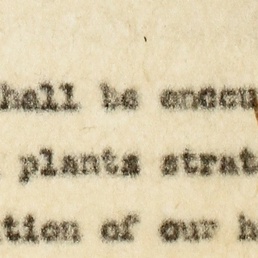 hall be encou
plants strat
tion of our h